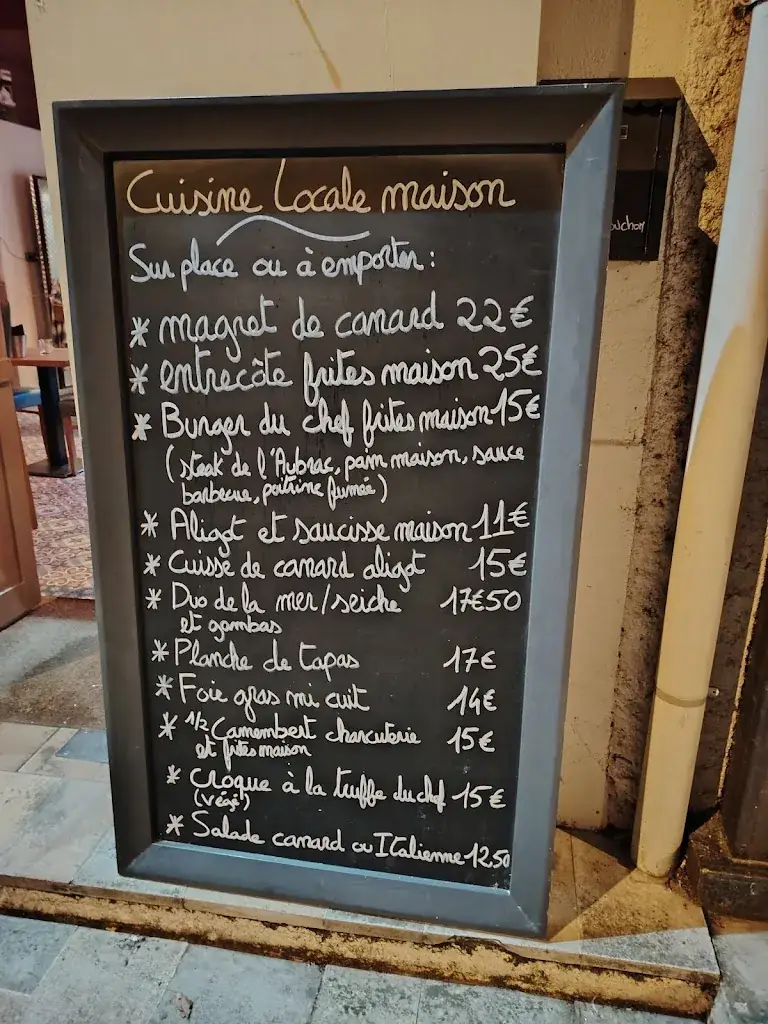 Cuisine Locale maison
Sur place ou à emporter :
* magret de canard 22€
* entrecôte frites maison 25€
* Burger du chef frites maison 15€
(steak de l'Aubrac, pain maison, sauce
barbecue, poitrine fumée)
* Aligot et saucisse maison 11€
* Cuisse de canard aligot 15€
* Duo de la mer/seiche 17€50
et gambas
* Planche de tapas 17€
* Foie gras mi cuit 14€
* 1/2 Camembert charcuterie 15€
et frites maison
* Croque à la truffe du chef 15€
(végé)
* Salade canard ou Italienne 12.50